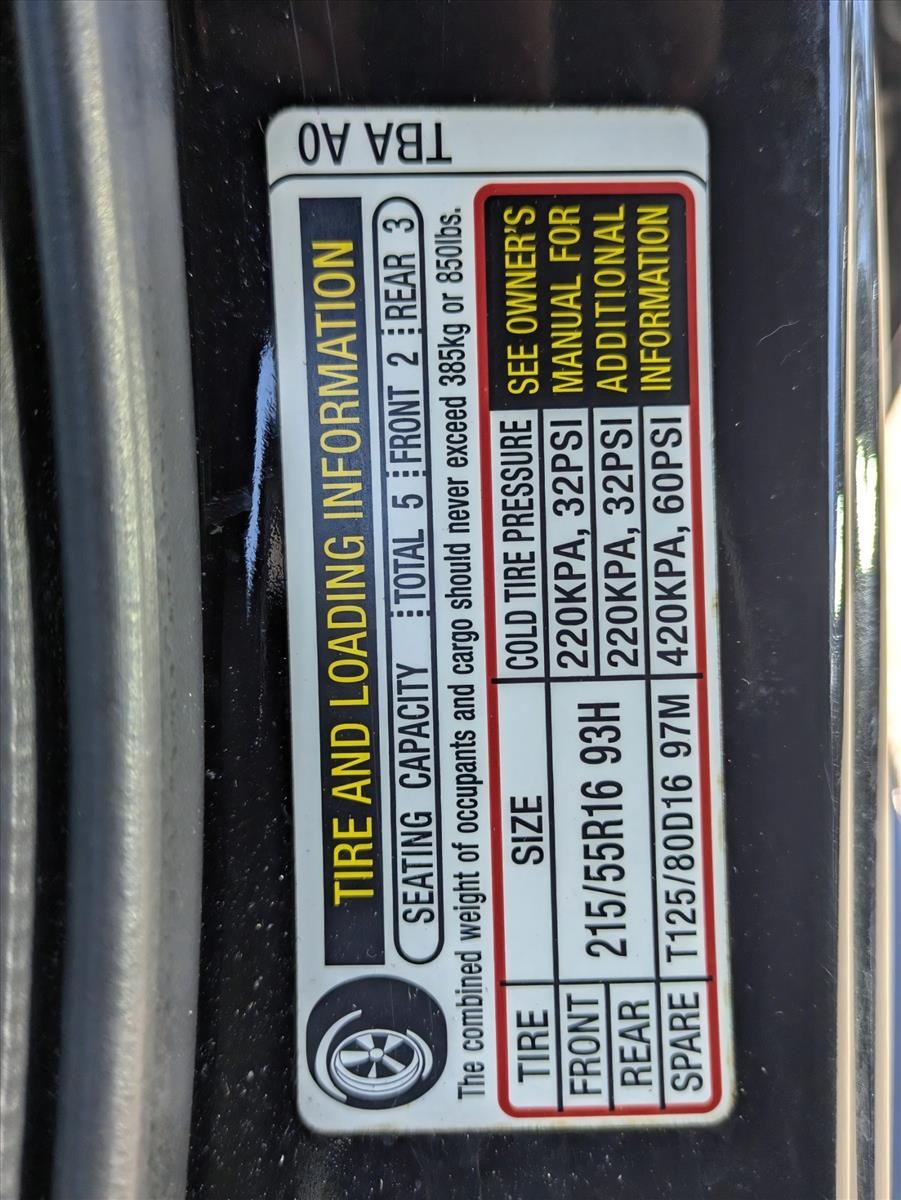 TBA A0
TIRE AND LOADING INFORMATION
SEATING CAPACITY TOTAL 5 FRONT 2 REAR 3
The combined weight of occupants and cargo should never exceed 385kg or 850lbs.
TIRE SIZE COLD TIRE PRESSURE
FRONT 215/55R16 93H 220KPA, 32PSI
REAR 220KPA, 32PSI
SPARE T125/80D16 97M 420KPA, 60PSI
SEE OWNER'S
MANUAL FOR
ADDITIONAL
INFORMATION